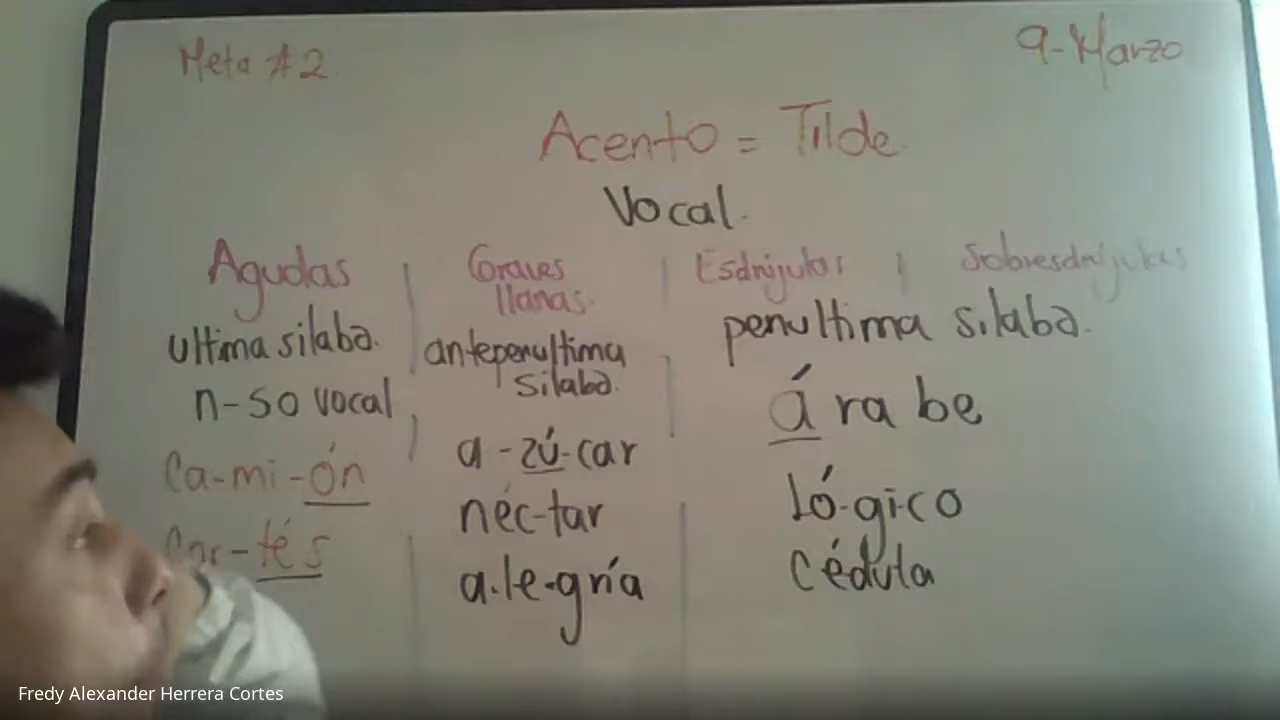 Meta #2.
9-Marzo
Acento = Tilde.
Vocal.
Agudas
ultima silaba.
n-s o vocal
Ca-mi-ón
Cor-tés
Graves
llanas.
antepenultima
silaba.
a-zú-car
néc-tar
a-le-gría
Esdrújulas
Sobresdrújulas
penultima silaba.
á ra be
Ló-gi-co
Cédula
Fredy Alexander Herrera Cortes